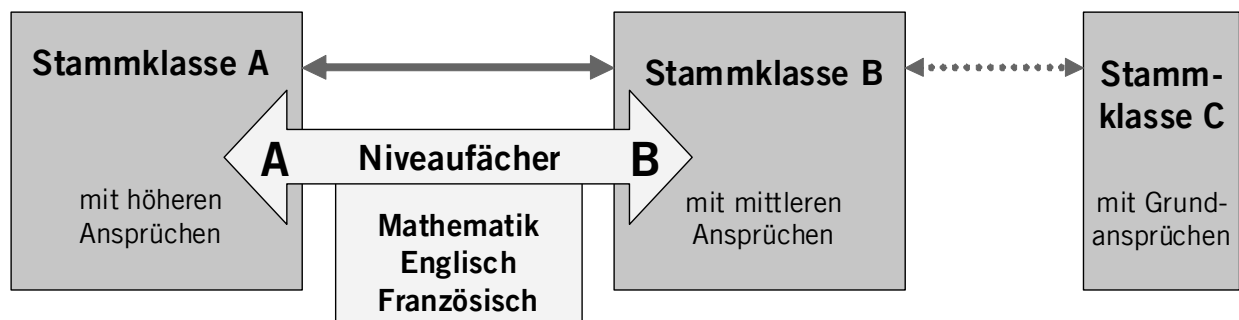 Stammklasse A
mit höheren
Ansprüchen
A Niveaufächer B
Mathematik
Englisch
Französisch
Stammklasse B
mit mittleren
Ansprüchen
Stamm-
klasse C
mit Grund-
ansprüchen